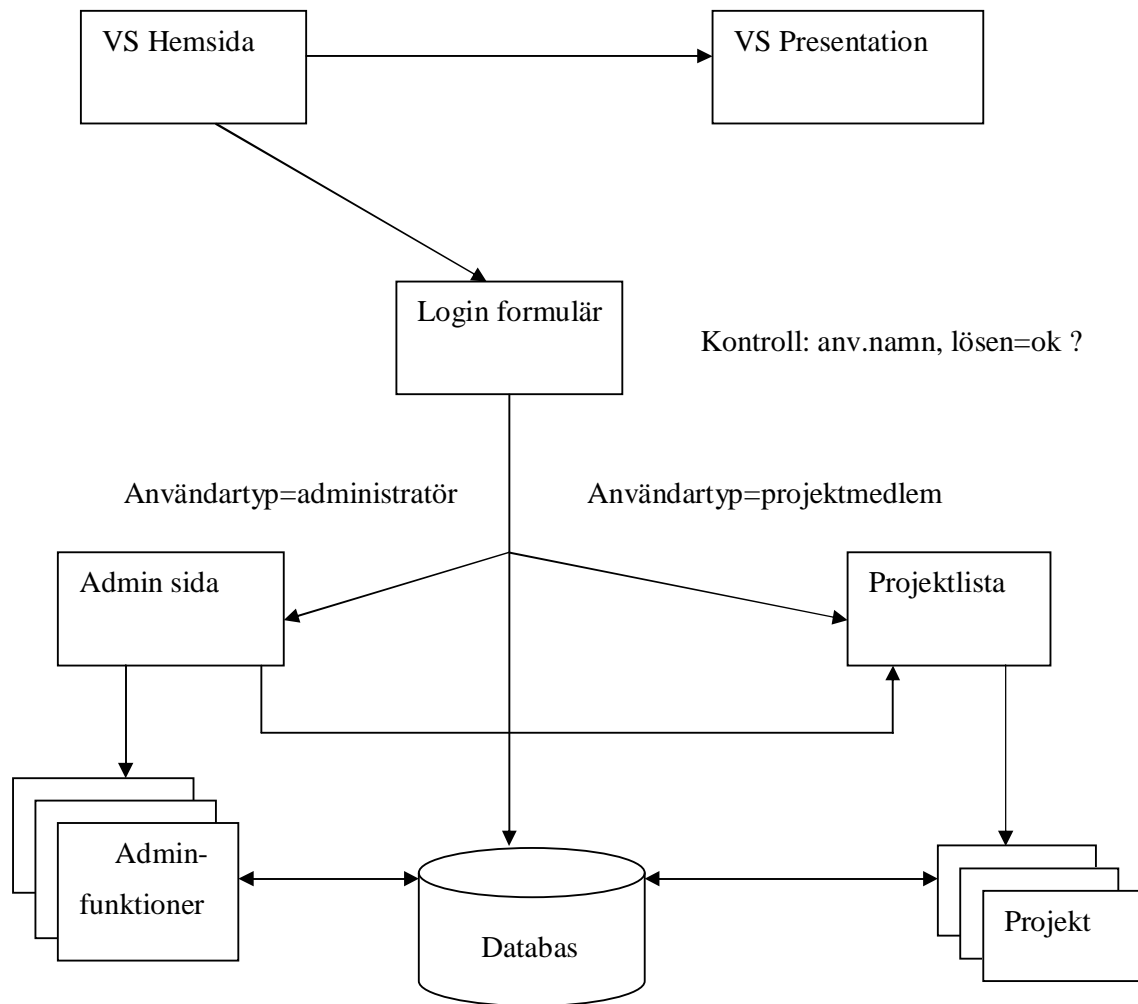 VS Hemsida
VS Presentation
Login formulär
Kontroll: anv.namn, lösen=ok ?
Användartyp=administratör
Användartyp=projektmedlem
Admin sida
Projektlista
Admin-
funktioner
Databas
Projekt